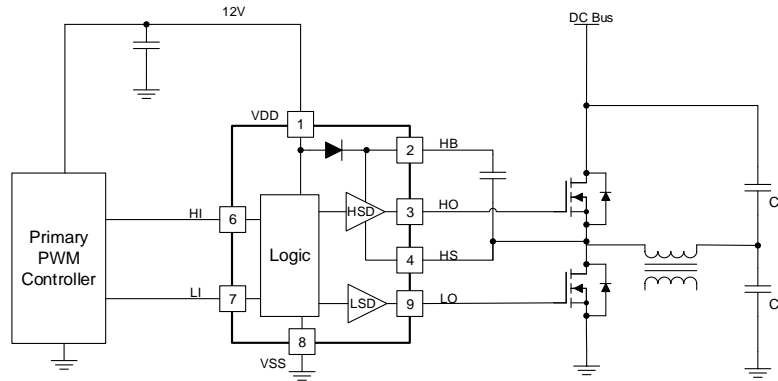 12V
DC Bus
VDD
1
2
HB
HI
6
HSD
3
HO
Primary
PWM
Controller
Logic
4
HS
C
LI
7
LSD
9
LO
C
8
VSS